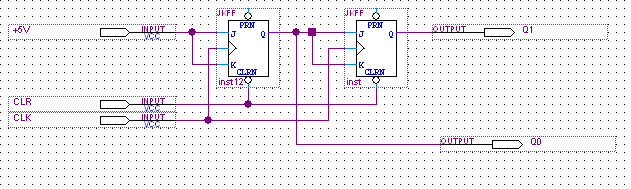 JKFF JKFF
+5V INPUT VCC PRN J Q K CLRN PRN J Q K CLRN OUTPUT Q1
inst12 inst
CLR INPUT VCC
CLK INPUT VCC
OUTPUT Q0